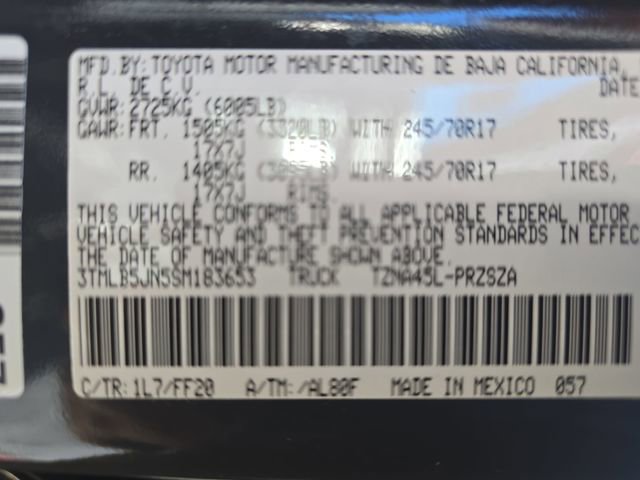 MFD.BY:TOYOTA MOTOR MANUFACTURING DE BAJA CALIFORNIA,
R.L. DE C.V. DATE
GVWR:2725KG (6005LB)
GAWR:FRT. 1505KG (3320LB) WITH 245/70R17 TIRES,
17X7J
RR. 1405KG WITH 245/70R17 TIRES,
17X7J RIMS,
THIS VEHICLE CONFORMS TO ALL APPLICABLE FEDERAL MOTOR
VEHICLE SAFETY AND THEFT PREVENTION STANDARDS IN EFFEC
THE DATE OF MANUFACTURE SHOWN ABOVE.
3TMLB5JN5SM183653 TRUCK TZNA45L-PRZSZA
C/TR:1L7/FF20 A/TM:/AL80F MADE IN MEXICO 057